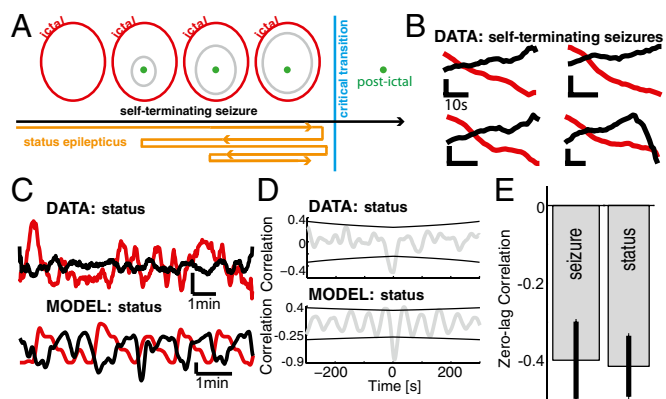 A
ictal ictal ictal ictal
critical transition
post-ictal
self-terminating seizure
status epilepticus
B
DATA: self-terminating seizures
10s
C
DATA: status
1min
MODEL: status
1min
D
DATA: status
Correlation
0.4
0
-0.4
MODEL: status
Correlation
0.4
-0.25
-0.9
-200 0 200
Time [s]
E
Zero-lag Correlation
0
-0.2
-0.4
seizure
status